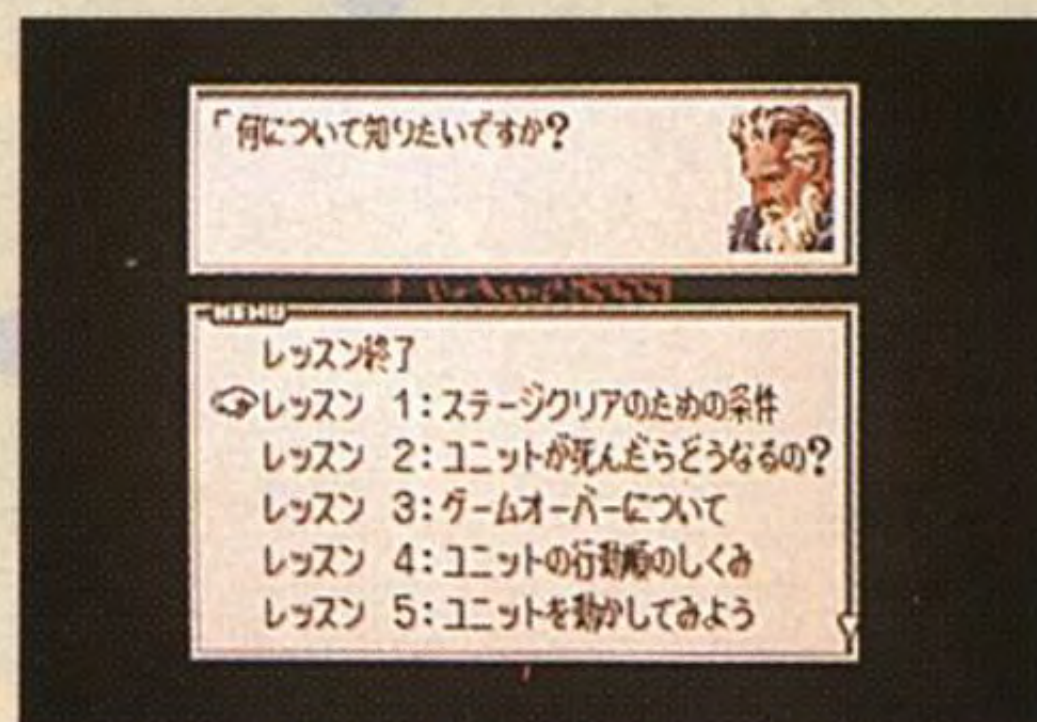 「何について知りたいですか?
MENU
レッスン終了
レッスン 1:ステージクリアのための条件
レッスン 2:ユニットが死んだらどうなるの?
レッスン 3:ゲームオーバーについて
レッスン 4:ユニットの行動順のしくみ
レッスン 5:ユニットを動かしてみよう